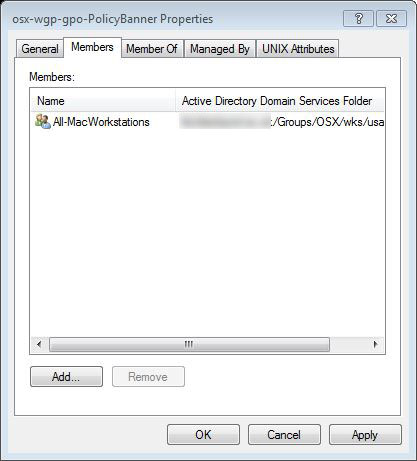 osx-wgp-gpo-PolicyBanner Properties
General Members Member Of Managed By UNIX Attributes
Members:
Name Active Directory Domain Services Folder
All-MacWorkstations :/Groups/OSX/wks/usa
Add... Remove
OK Cancel Apply